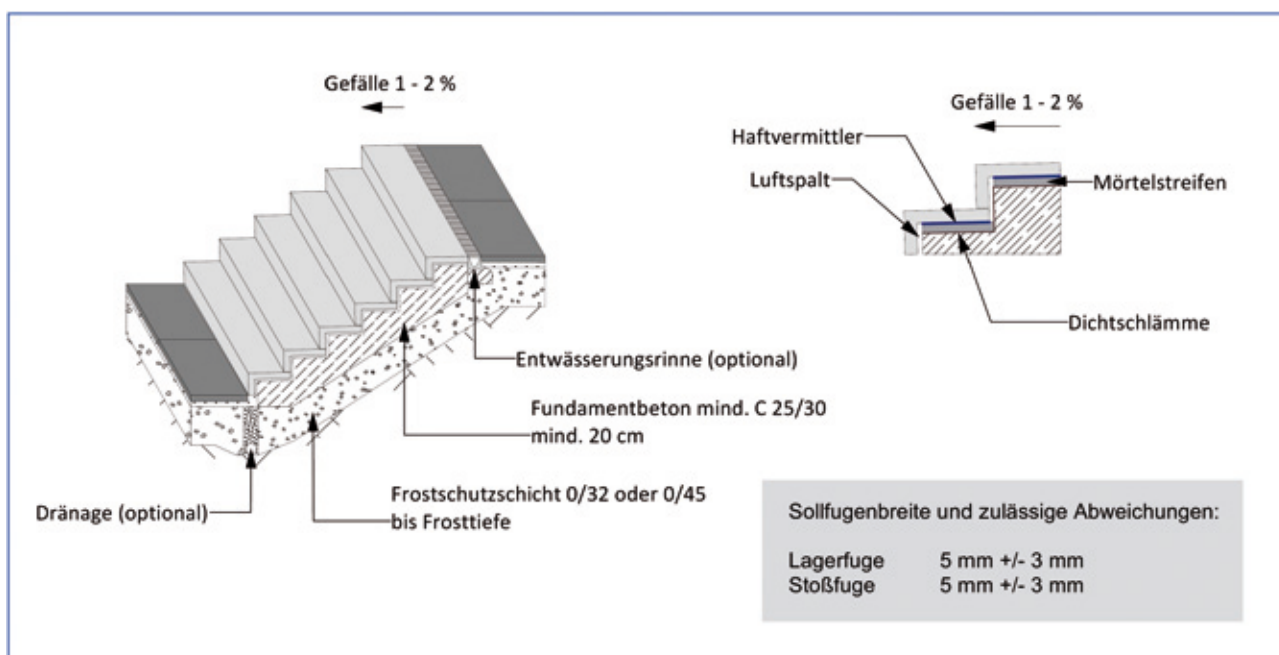 Gefälle 1 - 2 %
Entwässerungsrinne (optional)
Fundamentbeton mind. C 25/30
mind. 20 cm
Frostschutzschicht 0/32 oder 0/45
bis Frosttiefe
Dränage (optional)
Gefälle 1 - 2 %
Haftvermittler
Luftspalt
Mörtelstreifen
Dichtschlämme
Sollfugenbreite und zulässige Abweichungen:
Lagerfuge 5 mm +/- 3 mm
Stoßfuge 5 mm +/- 3 mm